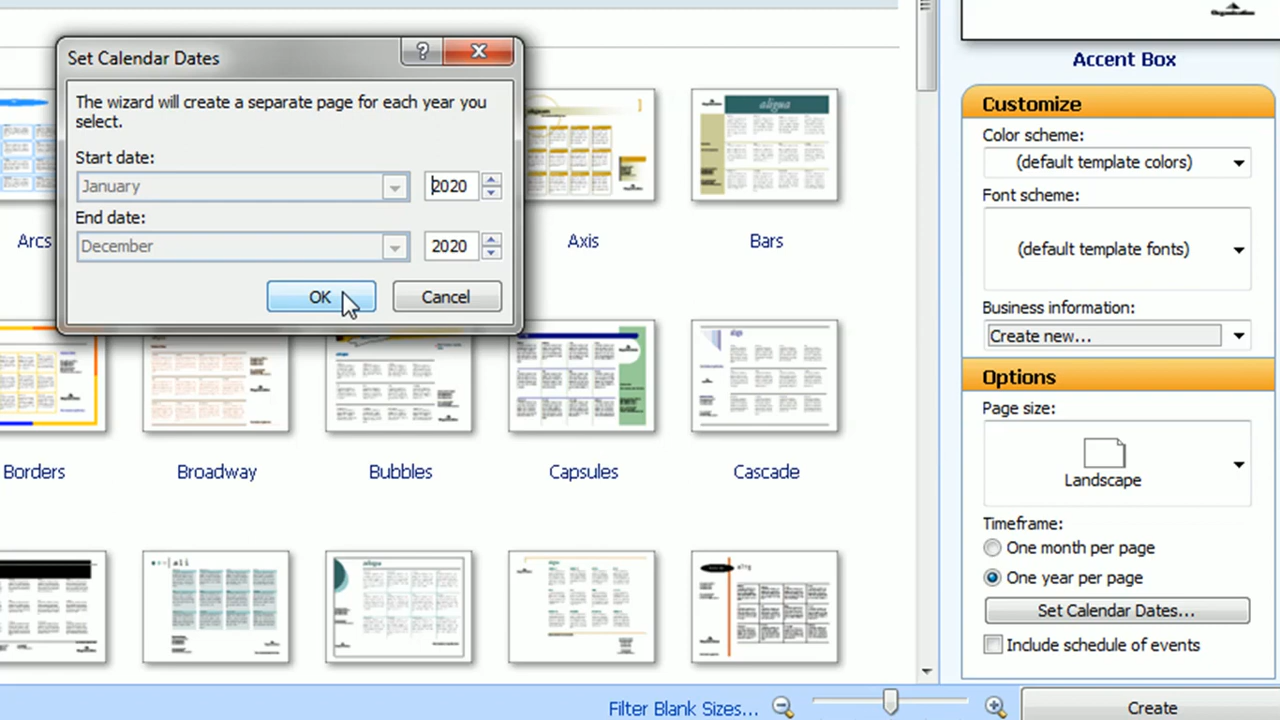 Set Calendar Dates
The wizard will create a separate page for each year you
select.
Start date:
January
2020
End date:
December
2020
OK
Cancel
Arcs
Axis
Bars
Borders
Broadway
Bubbles
Capsules
Cascade
Accent Box
Customize
Color scheme:
(default template colors)
Font scheme:
(default template fonts)
Business information:
Create new...
Options
Page size:
Landscape
Timeframe:
One month per page
One year per page
Set Calendar Dates...
Include schedule of events
Filter Blank Sizes...
Create